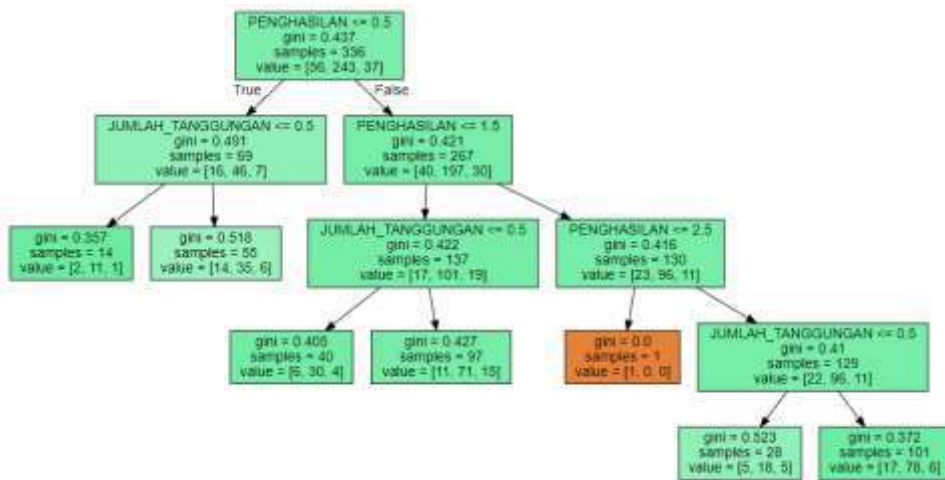 PENGHASILAN <= 0.5
gini = 0.437
samples = 336
value = [56, 243, 37]
True
False
JUMLAH_TANGGUNGAN <= 0.5
gini = 0.491
samples = 69
value = [16, 46, 7]
PENGHASILAN <= 1.5
gini = 0.421
samples = 267
value = [40, 197, 30]
gini = 0.357
samples = 14
value = [2, 11, 1]
gini = 0.518
samples = 55
value = [14, 35, 6]
JUMLAH_TANGGUNGAN <= 0.5
gini = 0.422
samples = 137
value = [17, 101, 19]
PENGHASILAN <= 2.5
gini = 0.416
samples = 130
value = [23, 96, 11]
gini = 0.405
samples = 40
value = [6, 30, 4]
gini = 0.427
samples = 97
value = [11, 71, 15]
gini = 0.0
samples = 1
value = [1, 0, 0]
JUMLAH_TANGGUNGAN <= 0.5
gini = 0.41
samples = 129
value = [22, 96, 11]
gini = 0.523
samples = 28
value = [5, 18, 5]
gini = 0.372
samples = 101
value = [17, 78, 6]